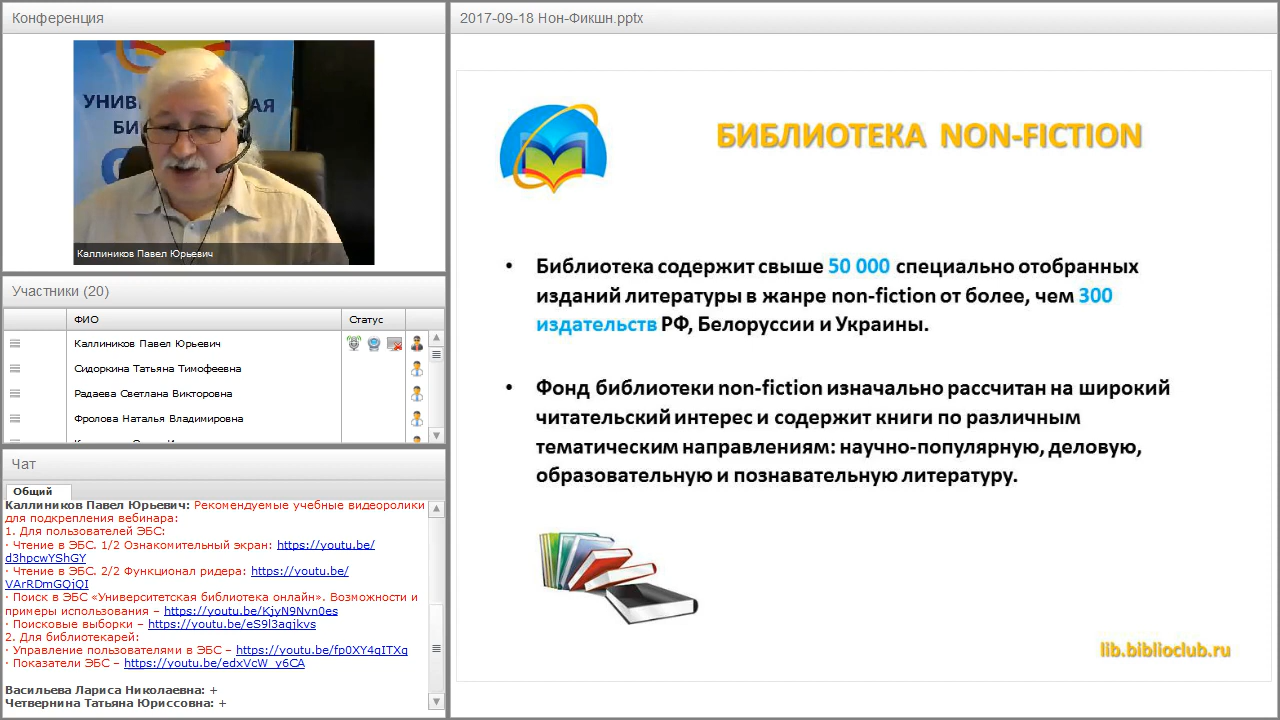 Конференция
УНИВ
АЯ
БИ
Каллиников Павел Юрьевич
Участники (20)
ФИО
Статус
Каллиников Павел Юрьевич
Сидоркина Татьяна Тимофеевна
Радаева Светлана Викторовна
Фролова Наталья Владимировна
Чат
Общий
Каллиников Павел Юрьевич: Рекомендуемые учебные видеоролики
для подкрепления вебинара:
1. Для пользователей ЭБС:
· Чтение в ЭБС. 1/2 Ознакомительный экран: https://youtu.be/
d3hpcwYShGY
· Чтение в ЭБС. 2/2 Функционал ридера: https://youtu.be/
VArRDmGQjQI
· Поиск в ЭБС «Университетская библиотека онлайн». Возможности и
примеры использования – https://youtu.be/KjyN9Nvn0es
· Поисковые выборки – https://youtu.be/eS9l3aqjkvs
2. Для библиотекарей:
· Управление пользователями в ЭБС – https://youtu.be/fp0XY4qITXg
· Показатели ЭБС – https://youtu.be/edxVcW_y6CA
Васильева Лариса Николаевна: +
Четвернина Татьяна Юриссовна: +
2017-09-18 Нон-Фикшн.pptx
БИБЛИОТЕКА NON-FICTION
• Библиотека содержит свыше 50 000 специально отобранных
изданий литературы в жанре non-fiction от более, чем 300
издательств РФ, Белоруссии и Украины.
• Фонд библиотеки non-fiction изначально рассчитан на широкий
читательский интерес и содержит книги по различным
тематическим направлениям: научно-популярную, деловую,
образовательную и познавательную литературу.
lib.biblioclub.ru